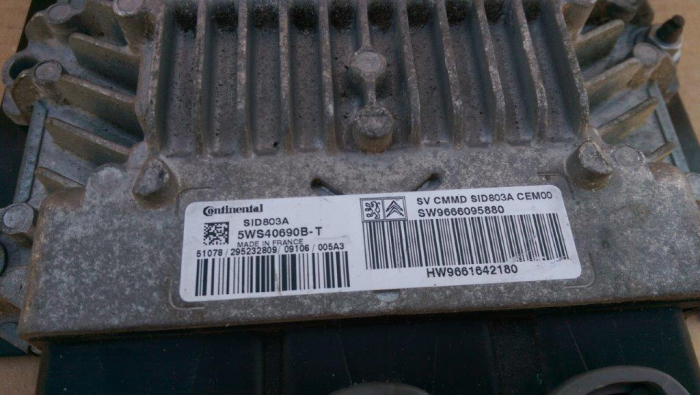 Continental
SID803A
5WS40690B-T
MADE IN FRANCE
51078 / 295232809 / 09106 / 005A3
SV CMMD SID803A CEM00
SW9666095880
HW9661642180